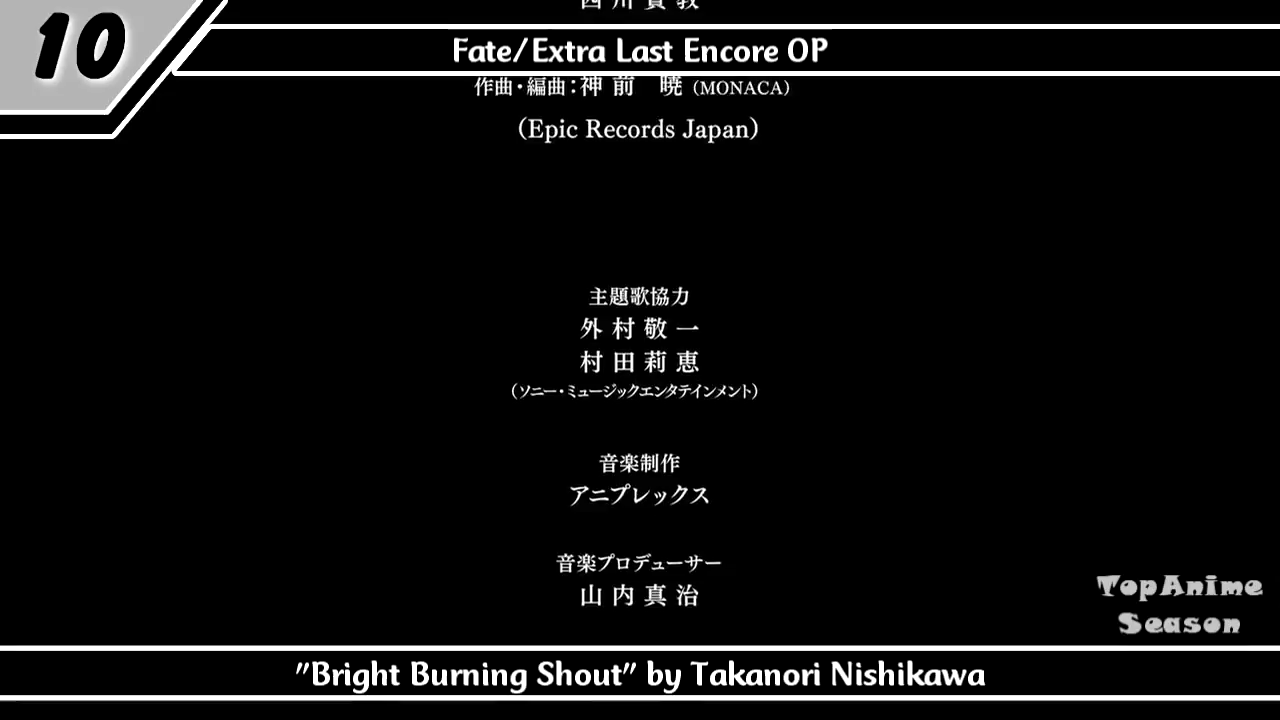 10
西川貴教
Fate/Extra Last Encore OP
作曲・編曲:神前 暁 (MONACA)
(Epic Records Japan)
主題歌協力
外村敬一
村田莉恵
(ソニー・ミュージックエンタテインメント)
音楽制作
アニプレックス
音楽プロデューサー
山内真治
TopAnime
Season
"Bright Burning Shout" by Takanori Nishikawa